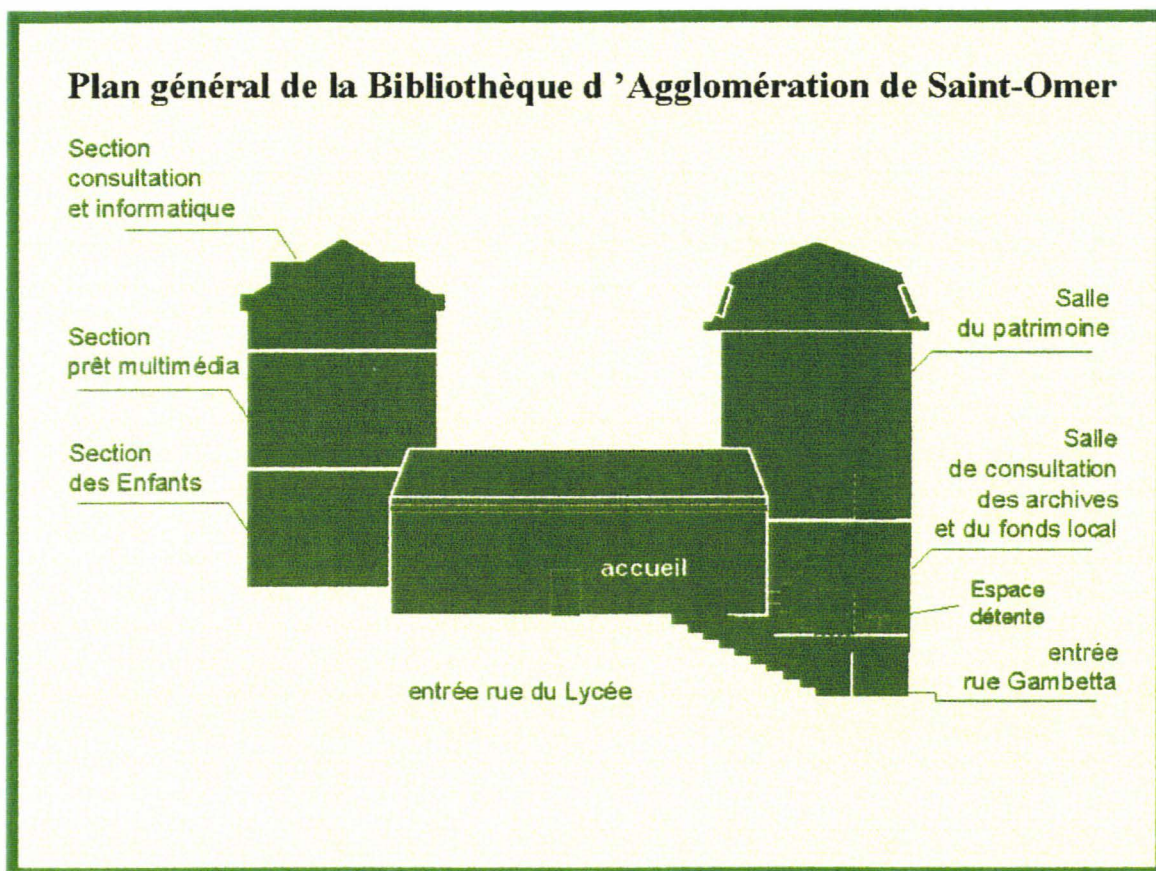 Plan général de la Bibliothèque d ’Agglomération de Saint-Omer
Section
consultation
et informatique
Section
prêt multimédia
Section
des Enfants
accueil
entrée rue du Lycée
Salle
du patrimoine
Salle
de consultation
des archives
et du fonds local
Espace
détente
entrée
rue Gambetta